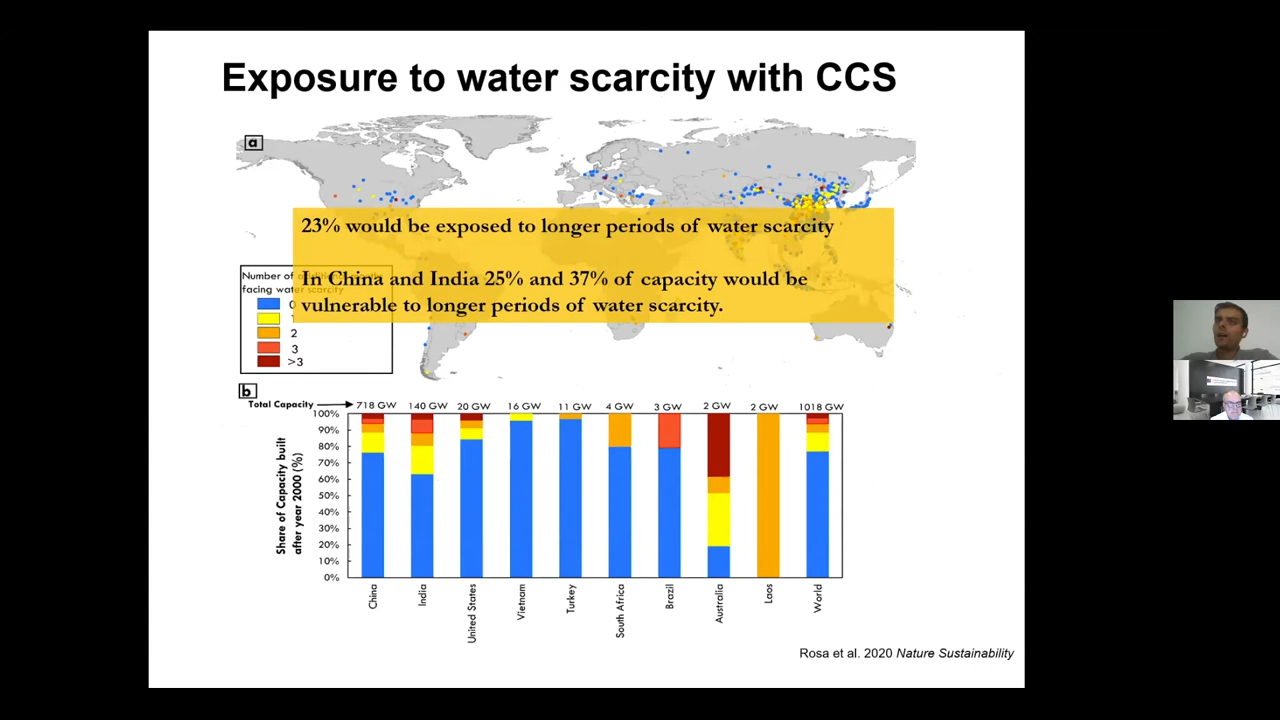 Exposure to water scarcity with CCS
a
23% would be exposed to longer periods of water scarcity
In China and India 25% and 37% of capacity would be
vulnerable to longer periods of water scarcity.
Number of
facing water scarcity
0
1
2
3
>3
b
Total Capacity
718 GW 140 GW 20 GW 16 GW 11 GW 4 GW 3 GW 2 GW 2 GW 1018 GW
Share of Capacity built
after year 2000 (%)
100%
90%
80%
70%
60%
50%
40%
30%
20%
10%
0%
China
India
United States
Vietnam
Turkey
South Africa
Brazil
Australia
Laos
World
Rosa et al. 2020 Nature Sustainability